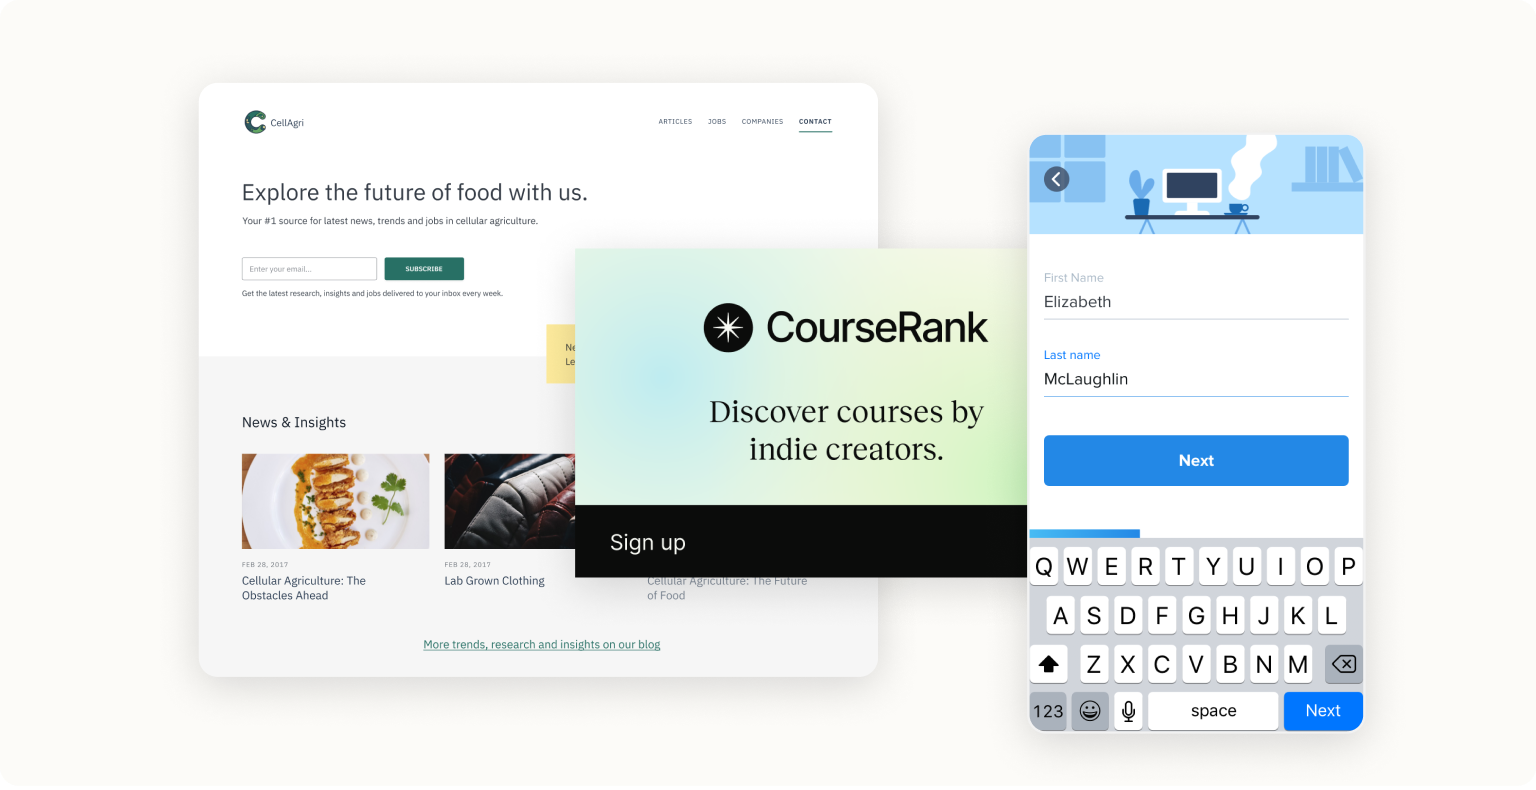 CellAgri
ARTICLES JOBS COMPANIES CONTACT
Explore the future of food with us.
Your #1 source for latest news, trends and jobs in cellular agriculture.
Enter your email...
SUBSCRIBE
Get the latest research, insights and jobs delivered to your inbox every week.
Ne
Le
News & Insights
FEB 28, 2017
Cellular Agriculture: The
Obstacles Ahead
FEB 28, 2017
Lab Grown Clothing
Cellular Agriculture: The Future
of Food
More trends, research and insights on our blog
CourseRank
Discover courses by
indie creators.
Sign up
First Name
Elizabeth
Last name
McLaughlin
Next
Q W E R T Y U I O P
A S D F G H J K L
Z X C V B N M
123 space Next